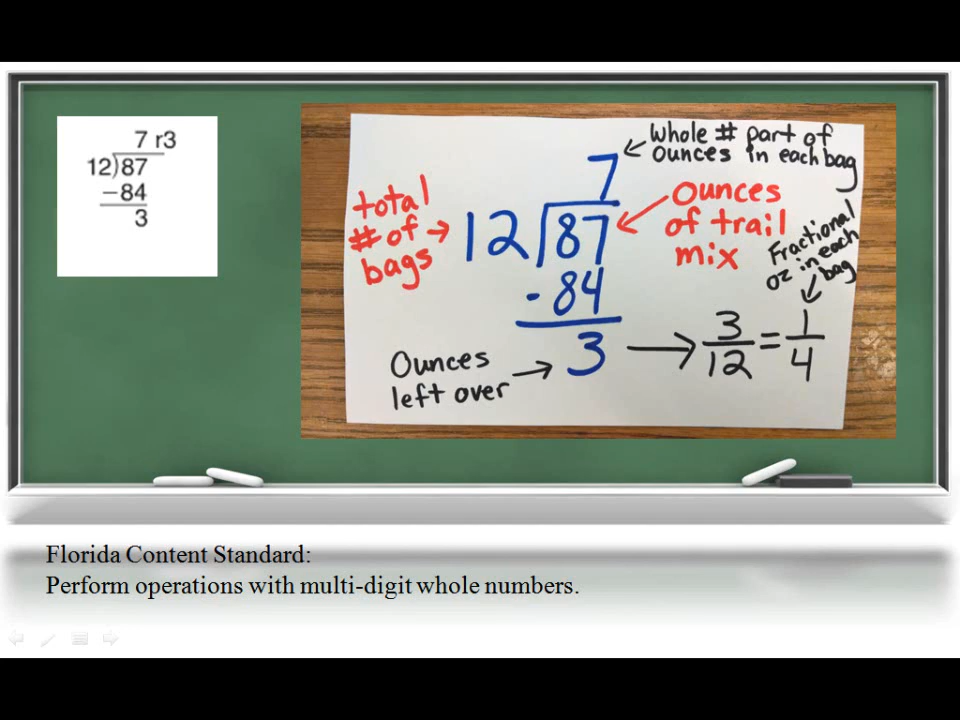 7 r3
12)87
−84
3
whole # part of
ounces in each bag
7
total
# of →
bags
12)87
Ounces
of trail
mix
Fractional
oz in each
bag
-84
Ounces
left over
3
3/12 = 1/4
Florida Content Standard:
Perform operations with multi-digit whole numbers.